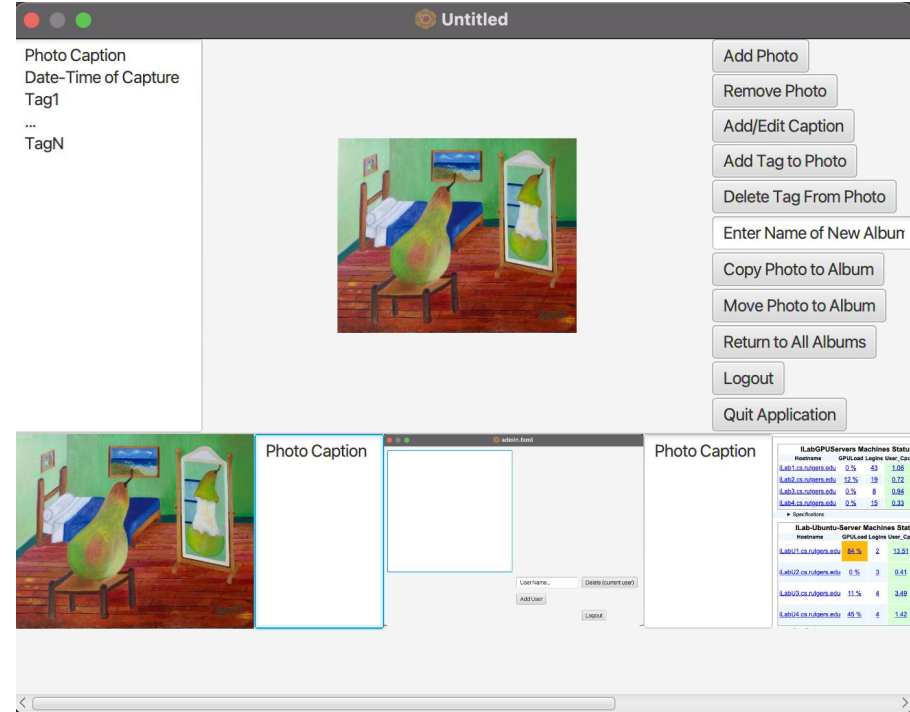 Untitled
Photo Caption
Date-Time of Capture
Tag1
...
TagN
Add Photo
Remove Photo
Add/Edit Caption
Add Tag to Photo
Delete Tag From Photo
Enter Name of New Album
Copy Photo to Album
Move Photo to Album
Return to All Albums
Logout
Quit Application
Photo Caption
admin.fxml
User Name...
Delete (current user)
Add User
Logout
Photo Caption
ILabGPUServers Machines Statu
Hostname GPULoad Logins User_Cpu
iLab1.cs.rutgers.edu 0 % 43 1.06
iLab2.cs.rutgers.edu 12 % 19 0.72
iLab3.cs.rutgers.edu 0 % 8 0.94
iLab4.cs.rutgers.edu 0 % 15 0.33
► Specifications
ILab-Ubuntu-Server Machines Stat
Hostname GPULoad Logins User_Cp
iLabU1.cs.rutgers.edu 84 % 2 13.51
iLabU2.cs.rutgers.edu 0 % 3 0.41
iLabU3.cs.rutgers.edu 11 % 4 3.49
iLabU4.cs.rutgers.edu 45 % 4 1.42